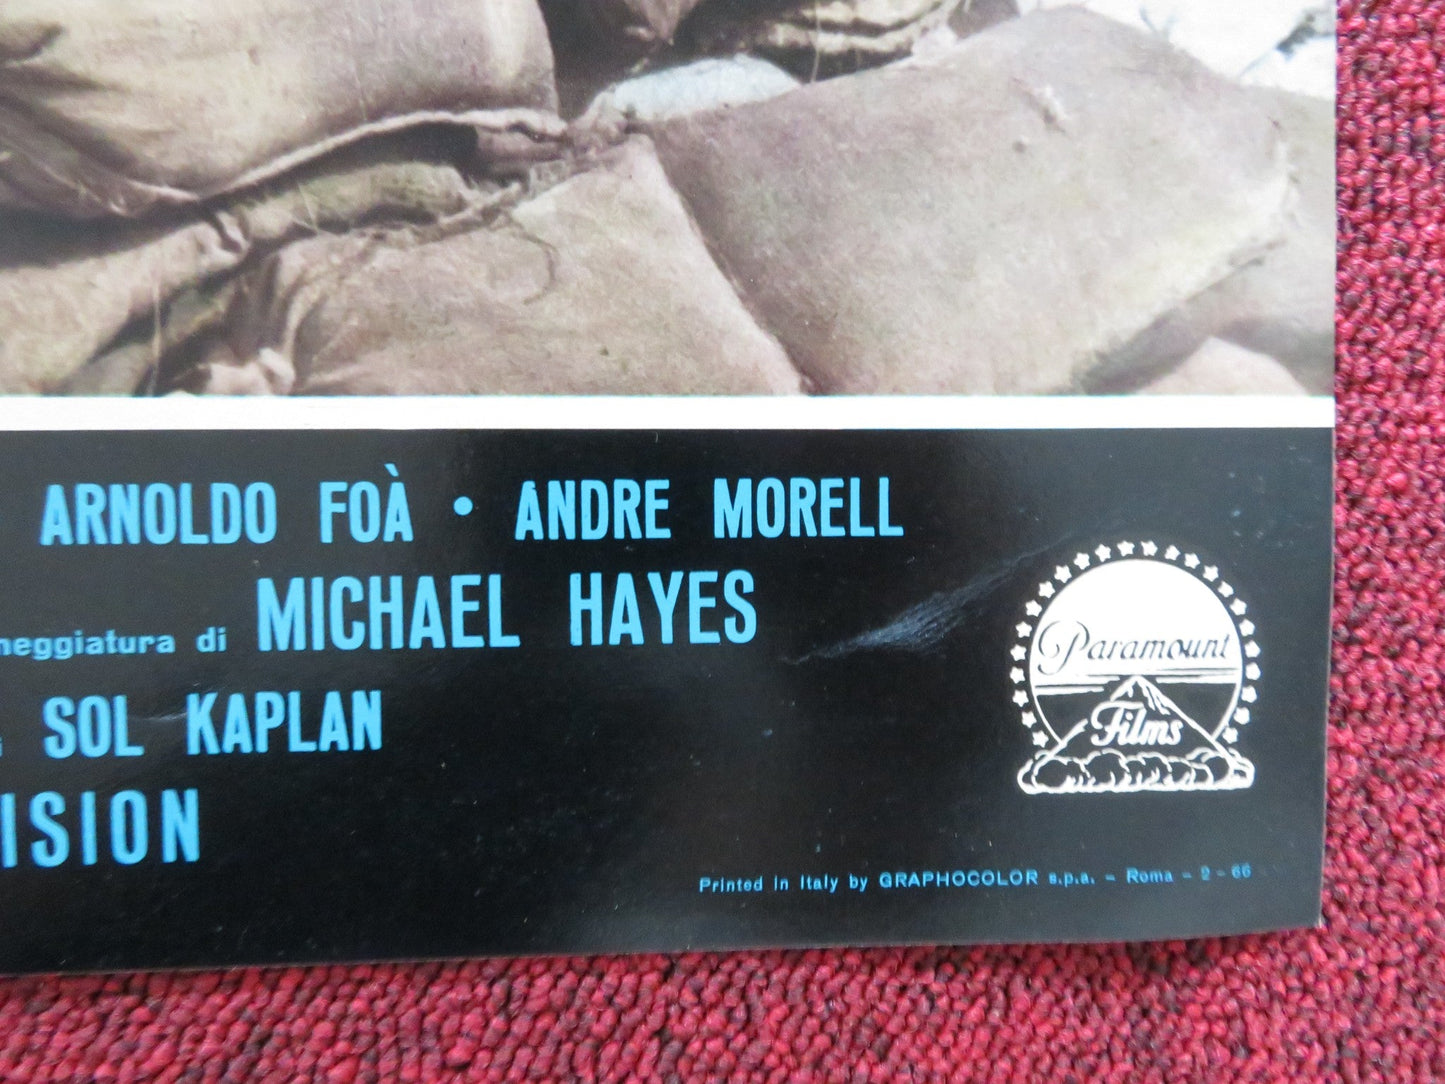 ARNOLDO FOÀ • ANDRE MORELL
neggiatura di MICHAEL HAYES
SOL KAPLAN
ISION
Paramount
Films
Printed in Italy by GRAPHOCOLOR s.p.a. - Roma - 2 - 66